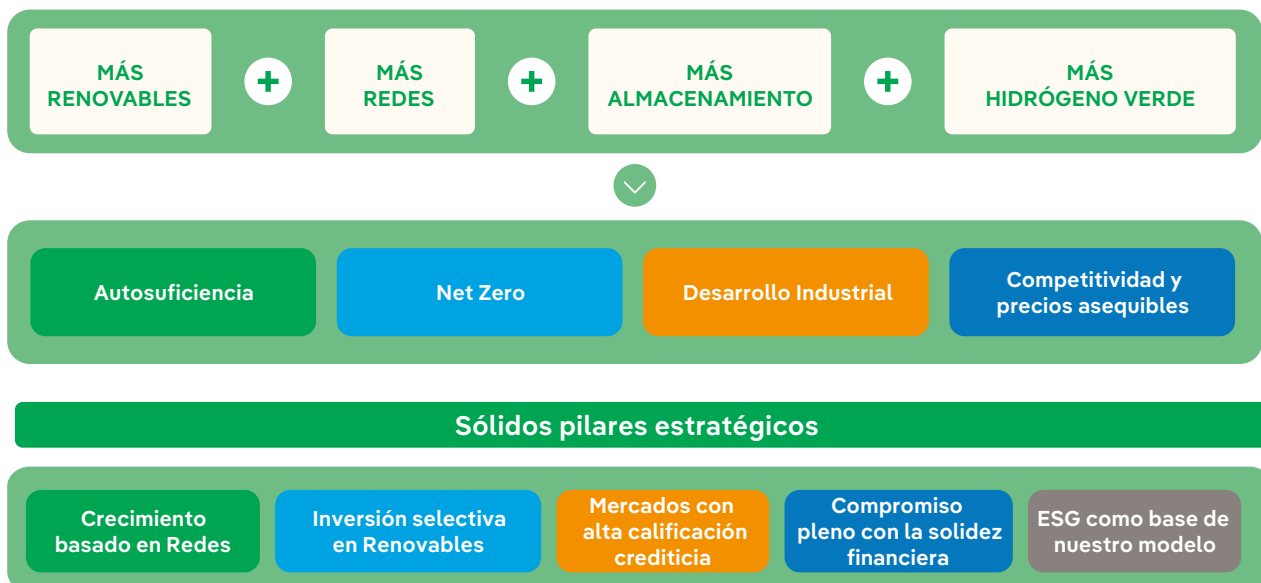 MÁS
RENOVABLES
+
MÁS
REDES
+
MÁS
ALMACENAMIENTO
+
MÁS
HIDRÓGENO VERDE
Autosuficiencia
Net Zero
Desarrollo Industrial
Competitividad y
precios asequibles
Sólidos pilares estratégicos
Crecimiento
basado en Redes
Inversión selectiva
en Renovables
Mercados con
alta calificación
crediticia
Compromiso
pleno con la solidez
financiera
ESG como base de
nuestro modelo